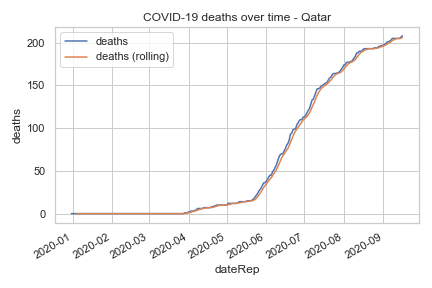 COVID-19 deaths over time - Qatar
deaths
deaths (rolling)
200
150
100
50
0
deaths
2020-01
2020-02
2020-03
2020-04
2020-05
2020-06
2020-07
2020-08
2020-09
dateRep